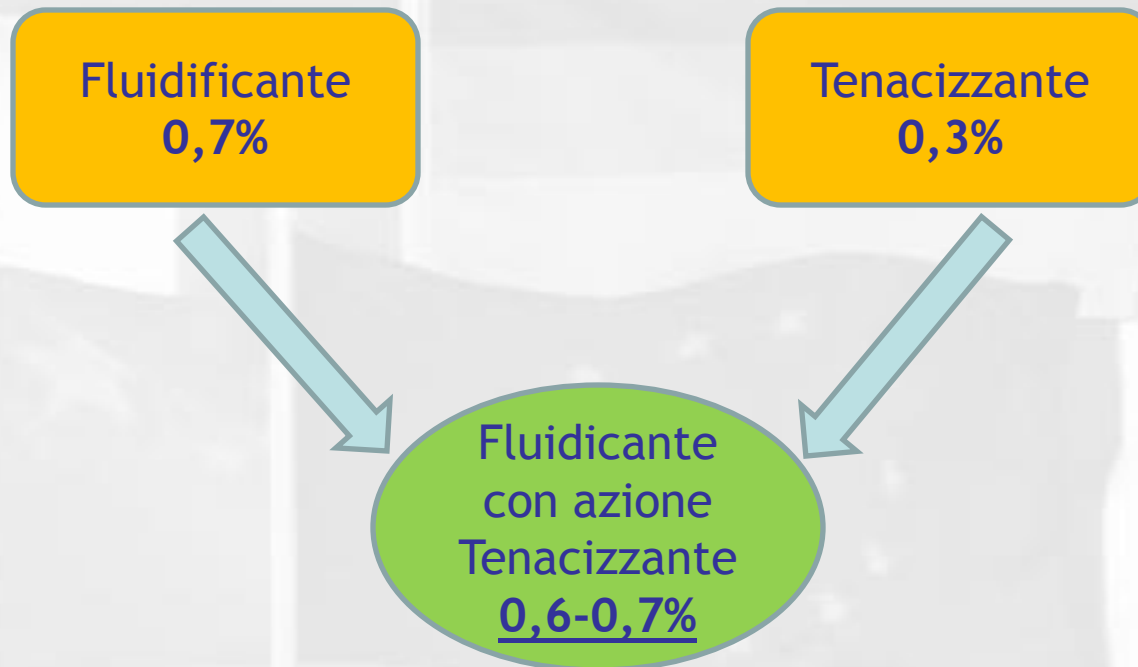 Fluidificante
0,7%
Tenacizzante
0,3%
Fluidicante
con azione
Tenacizzante
0,6-0,7%